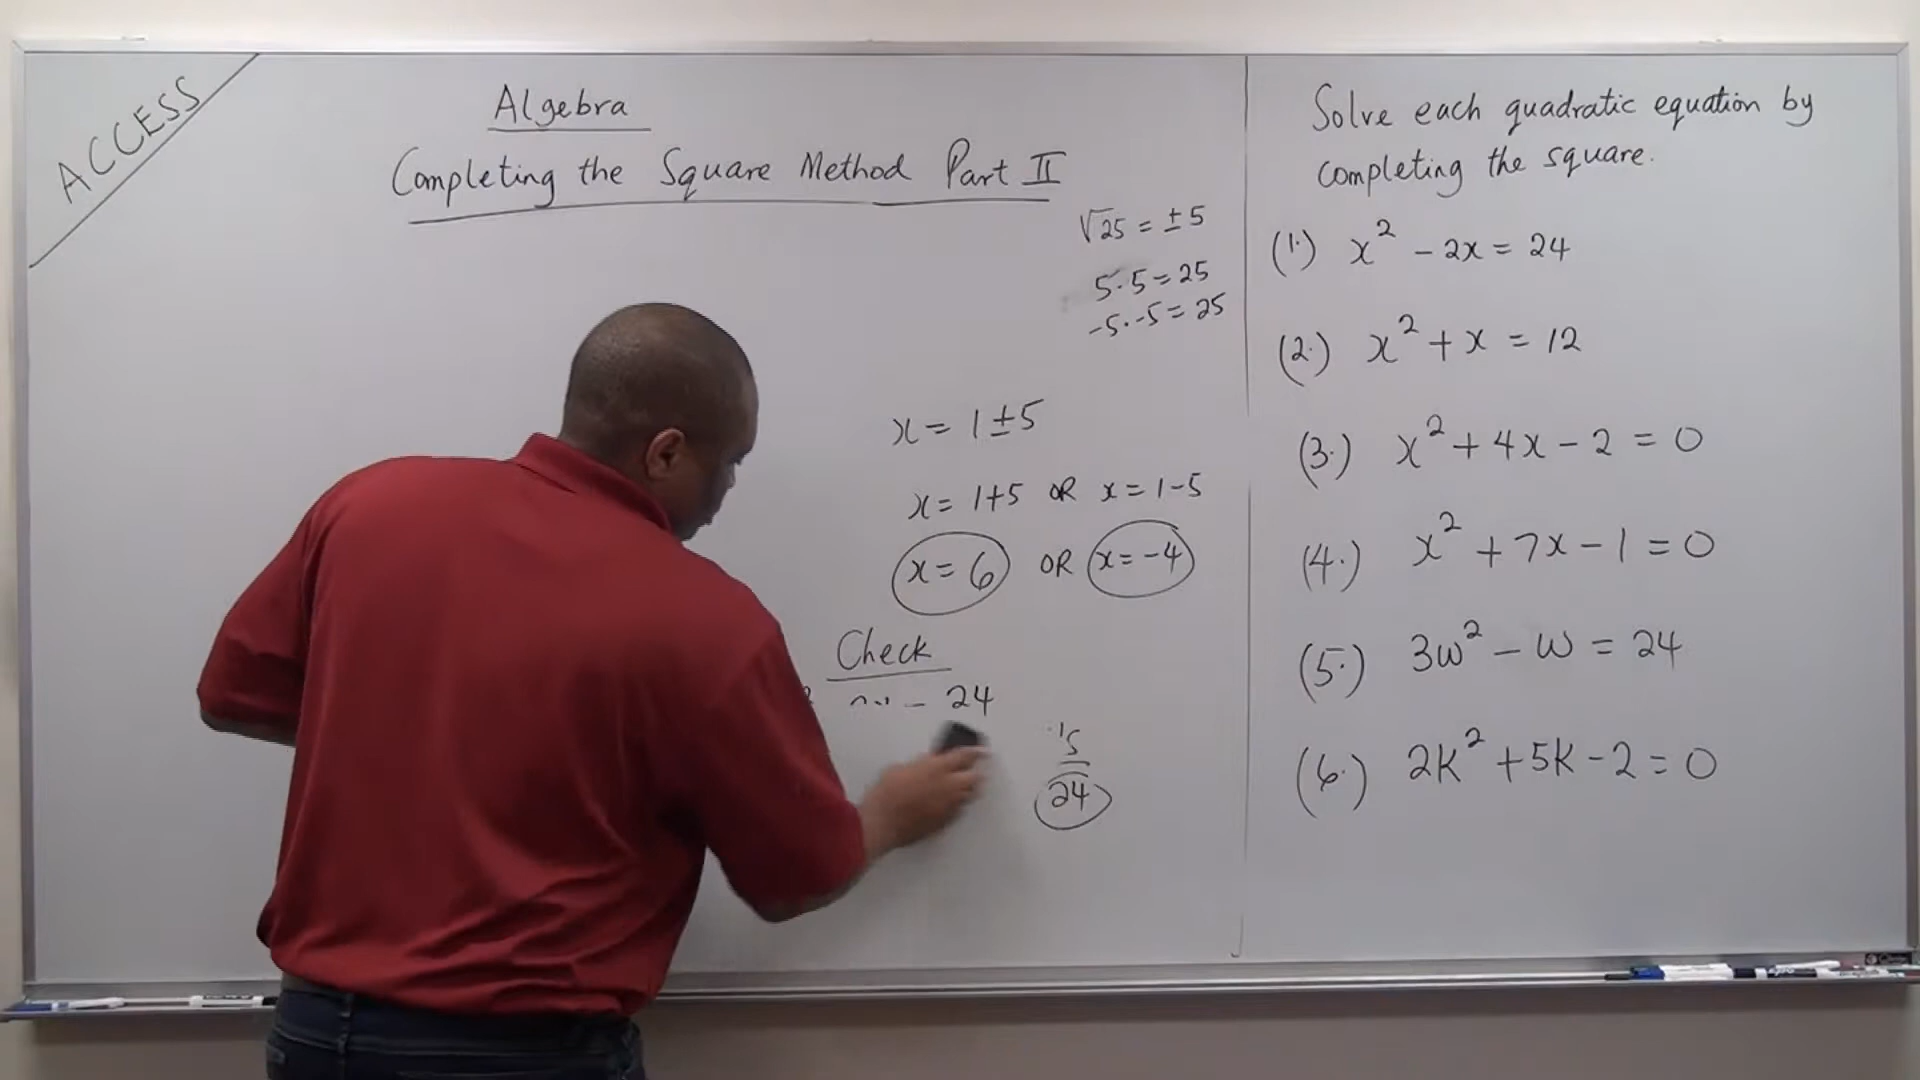 ACCESS
Algebra
Completing the Square Method Part II
√25 = ±5
5·5=25
-5·-5=25
x = 1±5
x = 1+5 OR x = 1-5
x = 6 OR x = -4
Check
24
24
Solve each quadratic equation by
completing the square.
(1.) x² - 2x = 24
(2.) x² + x = 12
(3.) x² + 4x - 2 = 0
(4.) x² + 7x - 1 = 0
(5.) 3w² - w = 24
(6.) 2k² + 5k - 2 = 0